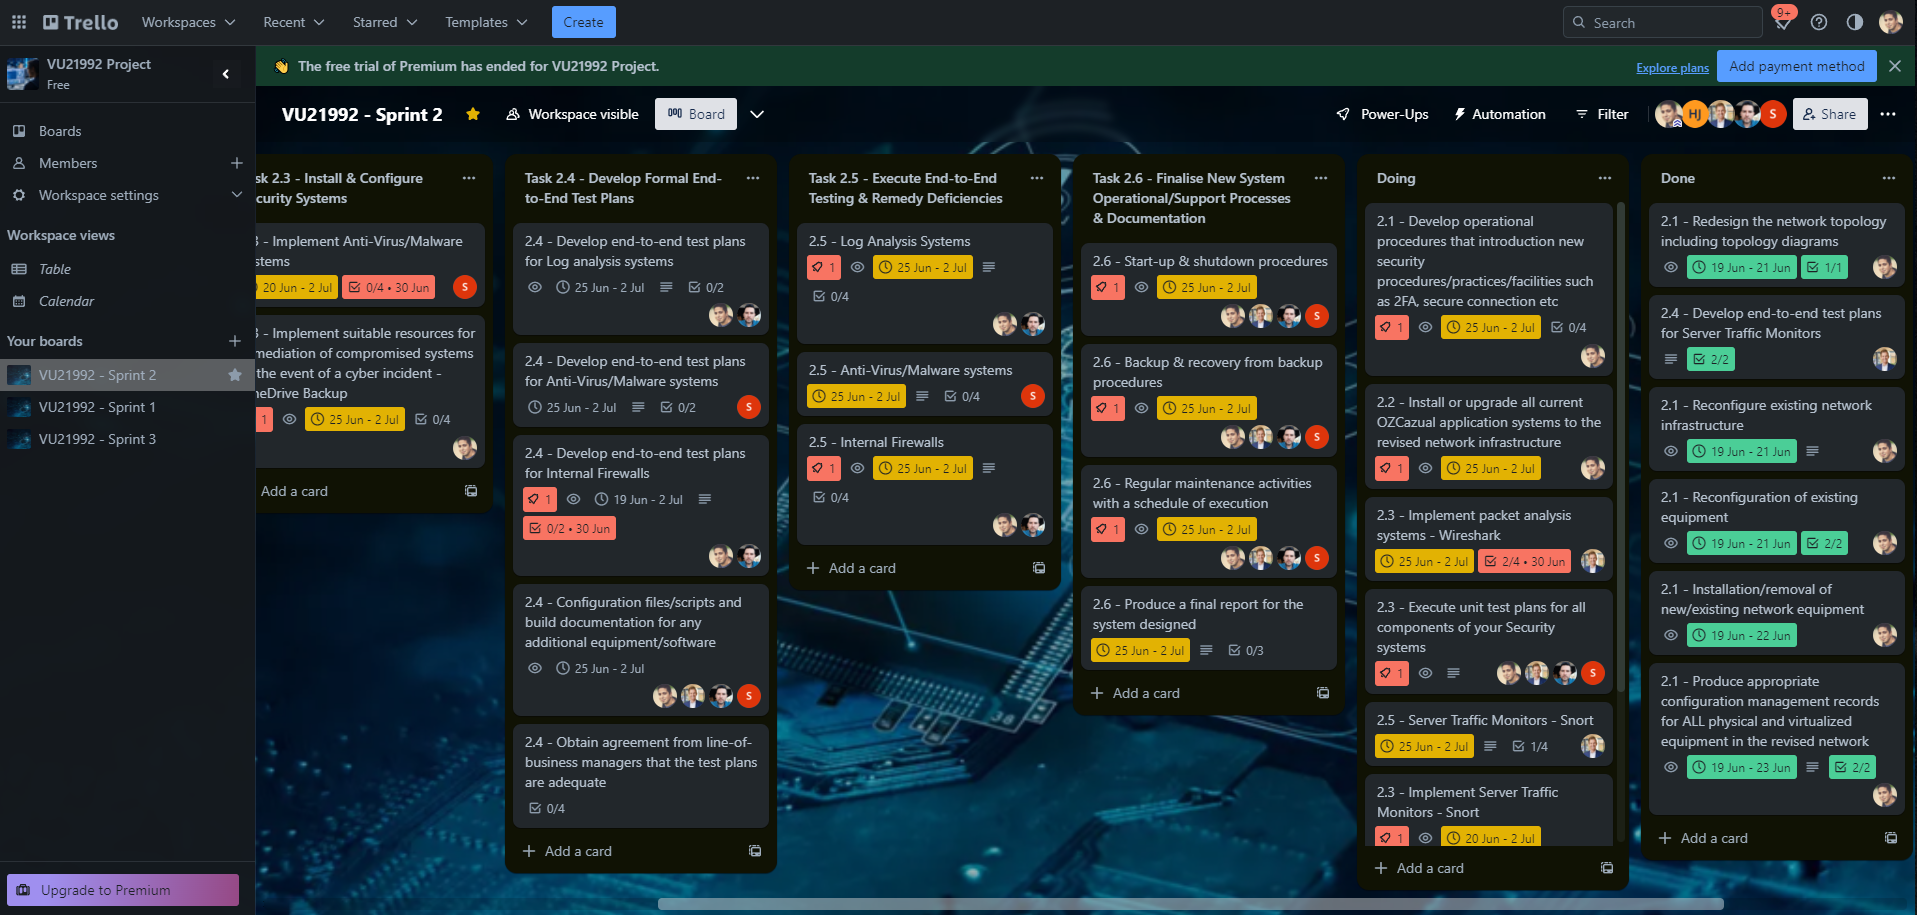 Trello
Workspaces
Recent
Starred
Templates
Create
Search
9+
VU21992 Project
Free
Boards
Members
Workspace settings
Workspace views
Table
Calendar
Your boards
VU21992 - Sprint 2
VU21992 - Sprint 1
VU21992 - Sprint 3
Upgrade to Premium
The free trial of Premium has ended for VU21992 Project.
Explore plans
Add payment method
VU21992 - Sprint 2
Workspace visible
Board
Power-Ups
Automation
Filter
HJ
S
Share
sk 2.3 - Install & Configure
curity Systems
3 - Implement Anti-Virus/Malware
stems
20 Jun - 2 Jul
0/4 • 30 Jun
S
3 - Implement suitable resources for
mediation of compromised systems
the event of a cyber incident -
neDrive Backup
1
25 Jun - 2 Jul
0/4
Add a card
Task 2.4 - Develop Formal End-
to-End Test Plans
2.4 - Develop end-to-end test plans
for Log analysis systems
25 Jun - 2 Jul
0/2
2.4 - Develop end-to-end test plans
for Anti-Virus/Malware systems
25 Jun - 2 Jul
0/2
S
2.4 - Develop end-to-end test plans
for Internal Firewalls
1
19 Jun - 2 Jul
0/2 • 30 Jun
2.4 - Configuration files/scripts and
build documentation for any
additional equipment/software
25 Jun - 2 Jul
S
2.4 - Obtain agreement from line-of-
business managers that the test plans
are adequate
0/4
Add a card
Task 2.5 - Execute End-to-End
Testing & Remedy Deficiencies
2.5 - Log Analysis Systems
1
25 Jun - 2 Jul
0/4
2.5 - Anti-Virus/Malware systems
25 Jun - 2 Jul
0/4
S
2.5 - Internal Firewalls
1
25 Jun - 2 Jul
0/4
Add a card
Task 2.6 - Finalise New System
Operational/Support Processes
& Documentation
2.6 - Start-up & shutdown procedures
1
25 Jun - 2 Jul
S
2.6 - Backup & recovery from backup
procedures
1
25 Jun - 2 Jul
S
2.6 - Regular maintenance activities
with a schedule of execution
1
25 Jun - 2 Jul
S
2.6 - Produce a final report for the
system designed
25 Jun - 2 Jul
0/3
Add a card
Doing
2.1 - Develop operational
procedures that introduction new
security
procedures/practices/facilities such
as 2FA, secure connection etc
1
25 Jun - 2 Jul
0/4
2.2 - Install or upgrade all current
OZCazual application systems to the
revised network infrastructure
1
25 Jun - 2 Jul
2.3 - Implement packet analysis
systems - Wireshark
25 Jun - 2 Jul
2/4 • 30 Jun
2.3 - Execute unit test plans for all
components of your Security
systems
1
S
2.5 - Server Traffic Monitors - Snort
25 Jun - 2 Jul
1/4
2.3 - Implement Server Traffic
Monitors - Snort
1
20 Jun - 2 Jul
Add a card
Done
2.1 - Redesign the network topology
including topology diagrams
19 Jun - 21 Jun
1/1
2.4 - Develop end-to-end test plans
for Server Traffic Monitors
2/2
2.1 - Reconfigure existing network
infrastructure
19 Jun - 21 Jun
2.1 - Reconfiguration of existing
equipment
19 Jun - 21 Jun
2/2
2.1 - Installation/removal of
new/existing network equipment
19 Jun - 22 Jun
2.1 - Produce appropriate
configuration management records
for ALL physical and virtualized
equipment in the revised network
19 Jun - 23 Jun
2/2
Add a card